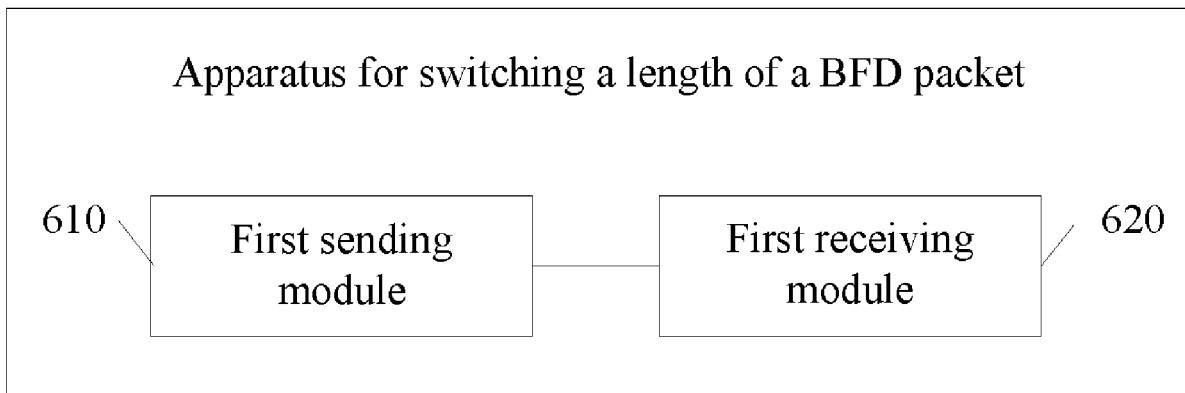 Apparatus for switching a length of a BFD packet
610
First sending
module
First receiving
module
620